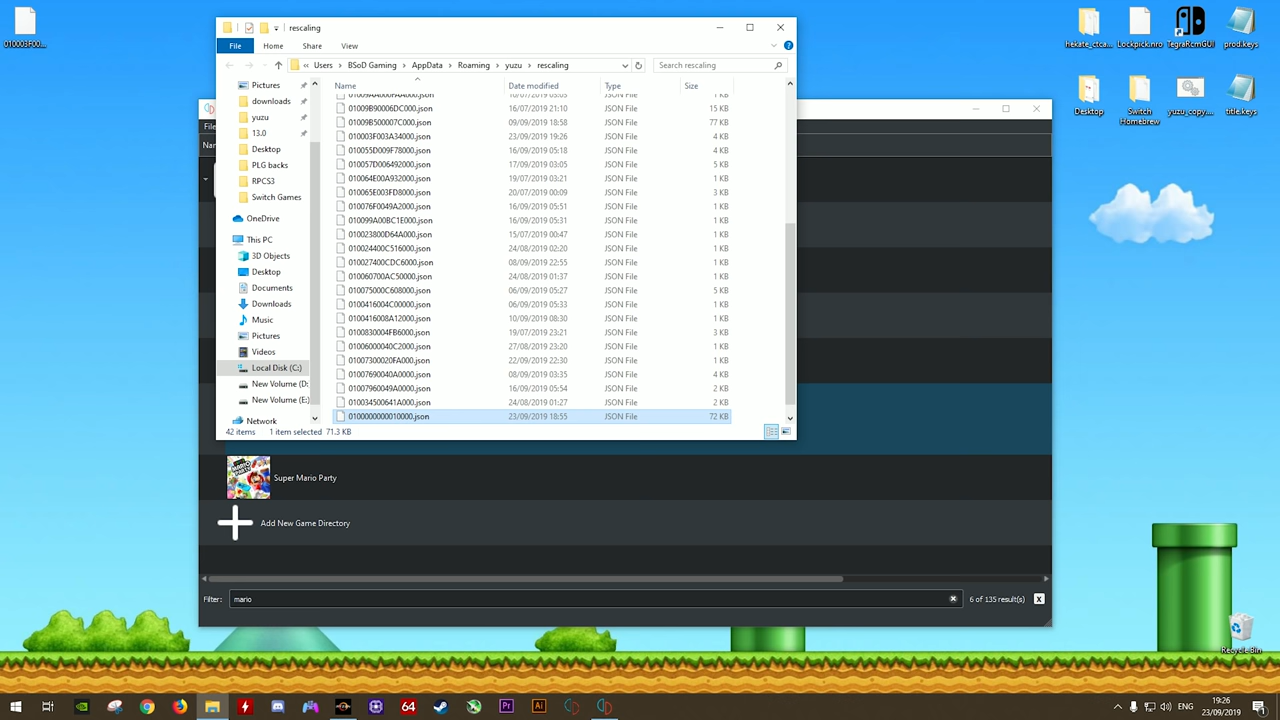 010003F00...
rescaling
File
Home
Share
View
Users
BSoD Gaming
AppData
Roaming
yuzu
rescaling
Search rescaling
Name
Date modified
Type
Size
Pictures
downloads
yuzu
13.0
Desktop
PLG backs
RPCS3
Switch Games
OneDrive
This PC
3D Objects
Desktop
Documents
Downloads
Music
Pictures
Videos
Local Disk (C:)
New Volume (D:
New Volume (E:)
Network
01009B90006DC000.json 16/07/2019 21:10 JSON File 15 KB
01009B500007C000.json 09/09/2019 18:58 JSON File 77 KB
010003F003A34000.json 23/09/2019 19:26 JSON File 4 KB
010055D009F78000.json 16/09/2019 05:18 JSON File 4 KB
010057D006492000.json 17/09/2019 03:05 JSON File 5 KB
010064E00A932000.json 19/07/2019 03:21 JSON File 1 KB
010065E003FD8000.json 20/07/2019 00:09 JSON File 3 KB
010076F0049A2000.json 16/09/2019 05:51 JSON File 1 KB
010099A00BC1E000.json 16/09/2019 05:31 JSON File 1 KB
010023800D64A000.json 15/07/2019 00:47 JSON File 1 KB
010024400C516000.json 24/08/2019 02:20 JSON File 1 KB
010027400CDC6000.json 08/09/2019 22:55 JSON File 1 KB
010060700AC50000.json 24/08/2019 01:37 JSON File 1 KB
010075000C608000.json 06/09/2019 05:27 JSON File 5 KB
0100416004C00000.json 06/09/2019 05:33 JSON File 1 KB
0100416008A12000.json 10/09/2019 08:30 JSON File 1 KB
0100830004FB6000.json 19/07/2019 23:21 JSON File 3 KB
01006000040C2000.json 27/08/2019 23:20 JSON File 1 KB
01007300020FA000.json 22/09/2019 22:30 JSON File 1 KB
01007690040A0000.json 08/09/2019 03:35 JSON File 4 KB
01007960049A0000.json 16/09/2019 05:54 JSON File 2 KB
010034500641A000.json 24/08/2019 01:27 JSON File 2 KB
0100000000010000.json 23/09/2019 18:55 JSON File 72 KB
42 items
1 item selected 71.3 KB
Super Mario Party
Add New Game Directory
Filter:
mario
6 of 135 result(s)
X
hekate_ctca...
Lockpick.nro
TegraRcmGUI
prod.keys
Desktop
Switch
Homebrew
yuzu_copy...
title.keys
Recycle Bin
64
Pr
Ai
ENG
19:26
23/09/2019